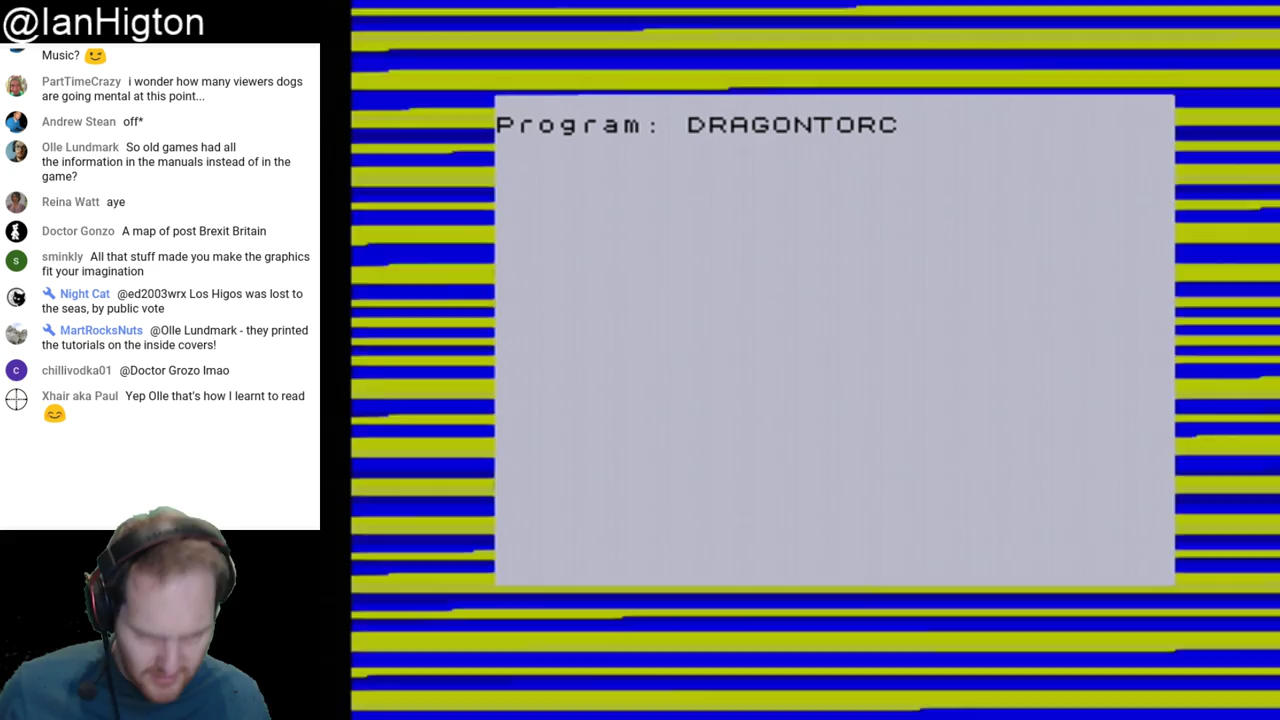 @IanHigton
Music?
PartTimeCrazy i wonder how many viewers dogs
are going mental at this point...
Andrew Stean off*
Olle Lundmark So old games had all
the information in the manuals instead of in the
game?
Reina Watt aye
Doctor Gonzo A map of post Brexit Britain
s
sminkly All that stuff made you make the graphics
fit your imagination
Night Cat @ed2003wrx Los Higos was lost to
the seas, by public vote
MartRocksNuts @Olle Lundmark - they printed
the tutorials on the inside covers!
c
chillivodka01 @Doctor Grozo lmao
Xhair aka Paul Yep Olle that's how I learnt to read
Program: DRAGONTORC